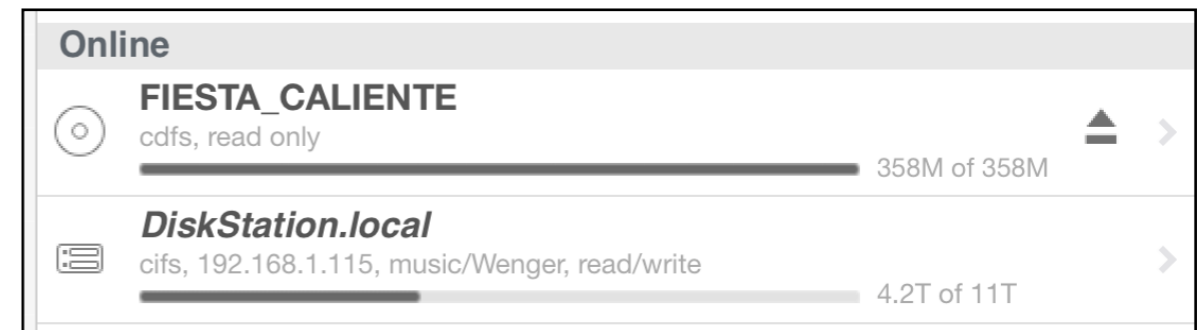 Online
FIESTA_CALIENTE
cdfs, read only
358M of 358M
DiskStation.local
cifs, 192.168.1.115, music/Wenger, read/write
4.2T of 11T